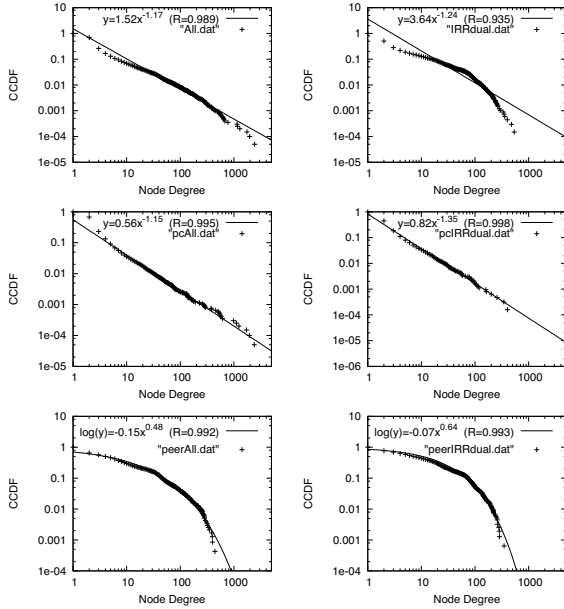 y=1.52x^-1.17 (R=0.989)
"All.dat"
CCDF
10
1
0.1
0.01
0.001
1e-04
1e-05
1 10 100 1000
Node Degree
y=3.64x^-1.24 (R=0.935)
"IRRdual.dat"
CCDF
10
1
0.1
0.01
0.001
1e-04
1e-05
1 10 100 1000
Node Degree
y=0.56x^-1.15 (R=0.995)
"pcAll.dat"
CCDF
1
0.1
0.01
0.001
1e-04
1e-05
1 10 100 1000
Node Degree
y=0.82x^-1.35 (R=0.998)
"pcIRRdual.dat"
CCDF
1
0.1
0.01
0.001
1e-04
1e-05
1e-06
1 10 100 1000
Node Degree
log(y)=-0.15x^0.48 (R=0.992)
"peerAll.dat"
CCDF
10
1
0.1
0.01
0.001
1e-04
1 10 100 1000
Node Degree
log(y)=-0.07x^0.64 (R=0.993)
"peerIRRdual.dat"
CCDF
10
1
0.1
0.01
0.001
1e-04
1 10 100 1000
Node Degree